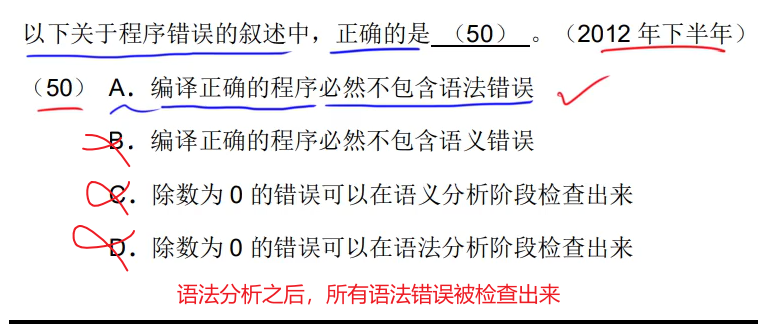 以下关于程序错误的叙述中，正确的是 （50） 。（2012 年下半年）
（50） A．编译正确的程序必然不包含语法错误
B．编译正确的程序必然不包含语义错误
C．除数为 0 的错误可以在语义分析阶段检查出来
D．除数为 0 的错误可以在语法分析阶段检查出来
语法分析之后，所有语法错误被检查出来